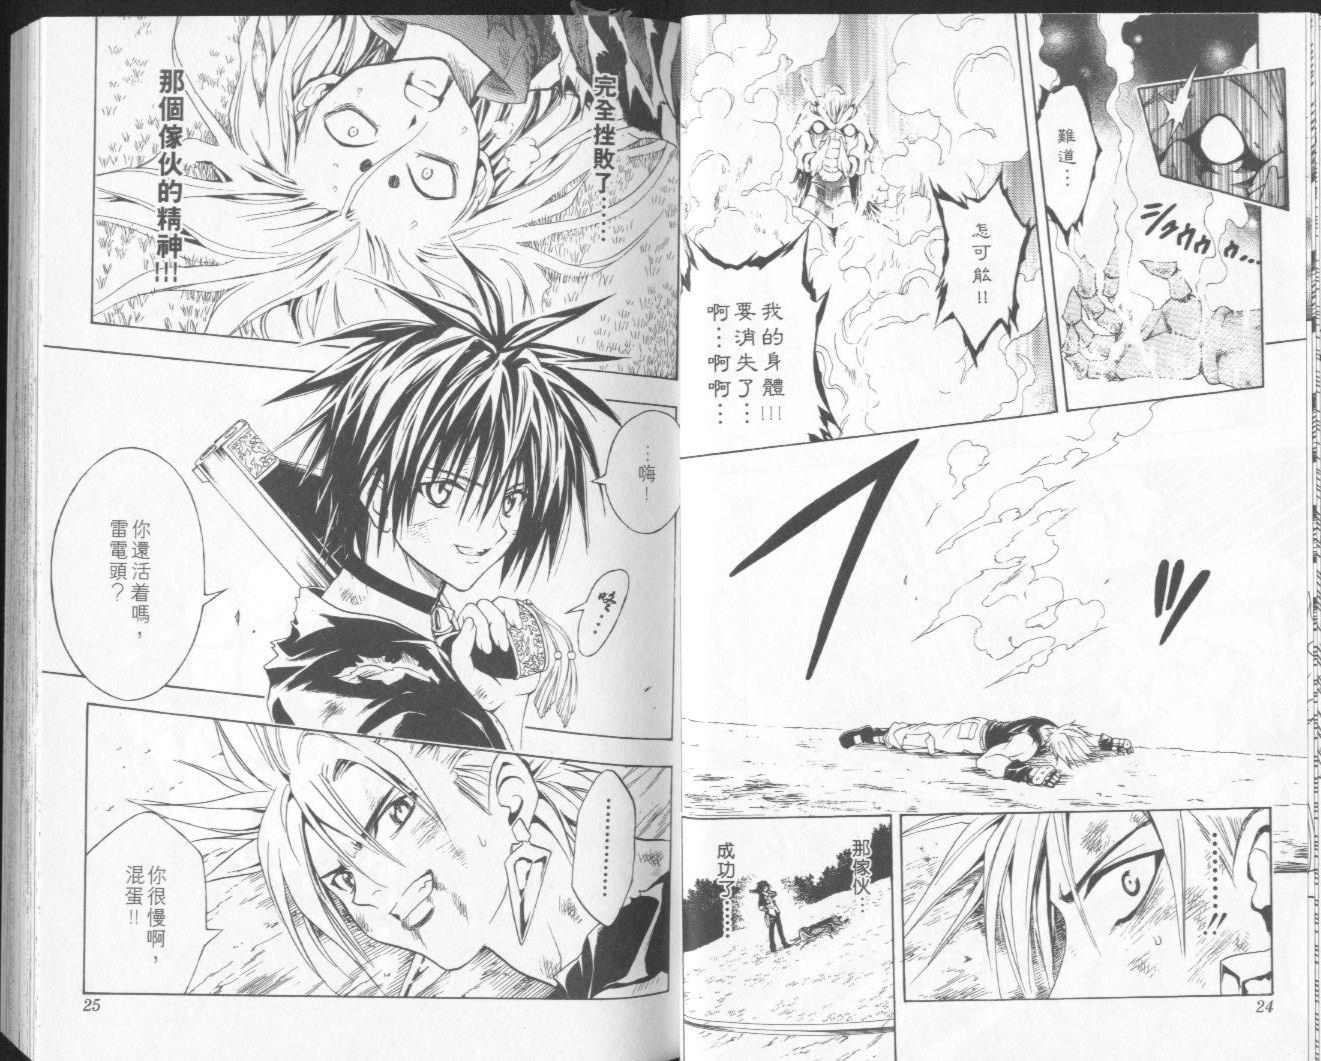 難道…
怎可能!!
我的身體!!!
要消失了…
啊…啊啊…
………!!
那傢伙…
成功了……
24
完全挫敗了………
那個傢伙的精神!!!
…嗨!
咚…
你還活着嗎，
雷電頭？
…………
你很慢啊，
混蛋!!
25